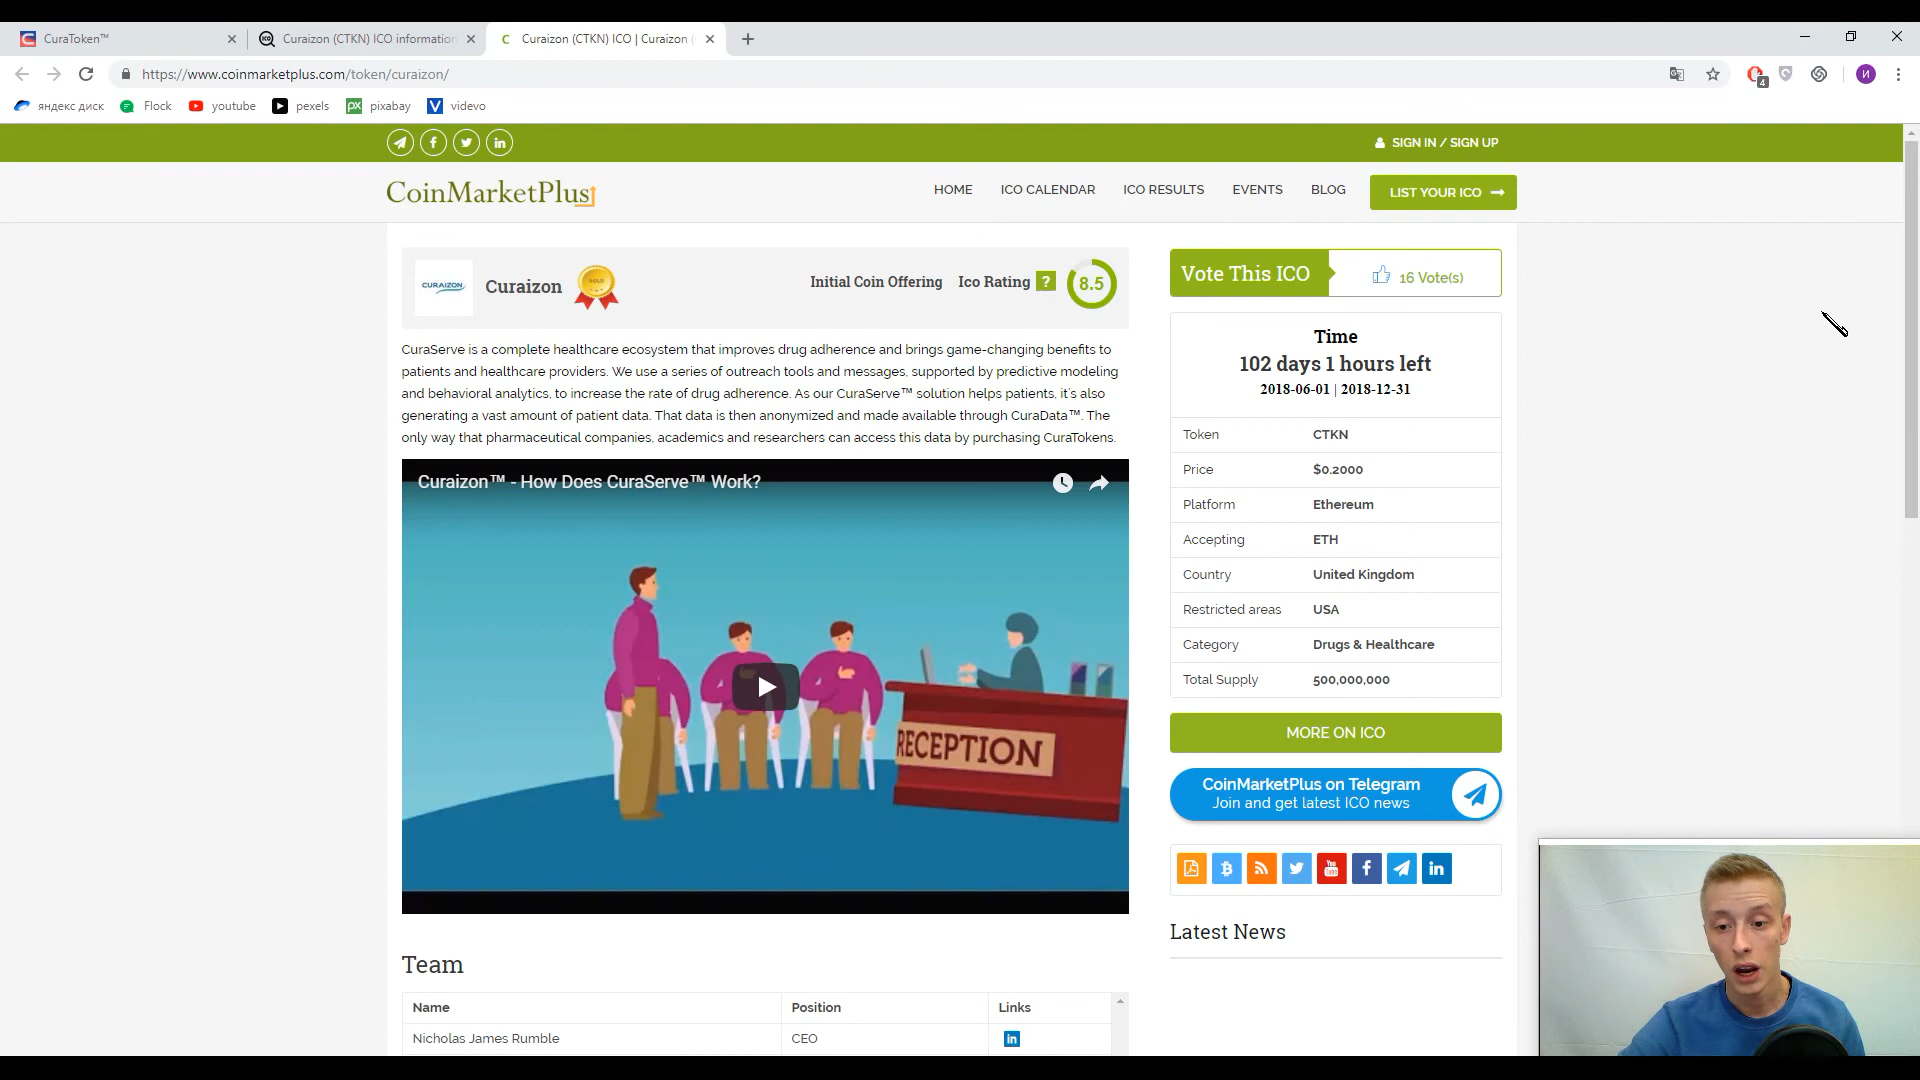 CuraToken™
Curaizon (CTKN) ICO information
Curaizon (CTKN) ICO | Curaizon (
https://www.coinmarketplus.com/token/curaizon/
4
И
яндекс диск
Flock
youtube
pexels
px
pixabay
V
videvo
SIGN IN / SIGN UP
CoinMarketPlus
HOME
ICO CALENDAR
ICO RESULTS
EVENTS
BLOG
LIST YOUR ICO
CURAIZON
Curaizon
GOLD
Initial Coin Offering
Ico Rating
?
8.5
Vote This ICO
16 Vote(s)
CuraServe is a complete healthcare ecosystem that improves drug adherence and brings game-changing benefits to
patients and healthcare providers. We use a series of outreach tools and messages, supported by predictive modeling
and behavioral analytics, to increase the rate of drug adherence. As our CuraServe™ solution helps patients, it's also
generating a vast amount of patient data. That data is then anonymized and made available through CuraData™. The
only way that pharmaceutical companies, academics and researchers can access this data by purchasing CuraTokens.
Curaizon™ - How Does CuraServe™ Work?
RECEPTION
Time
102 days 1 hours left
2018-06-01 | 2018-12-31
Token CTKN
Price $0.2000
Platform Ethereum
Accepting ETH
Country United Kingdom
Restricted areas USA
Category Drugs & Healthcare
Total Supply 500,000,000
MORE ON ICO
CoinMarketPlus on Telegram
Join and get latest ICO news
You
Tube
Latest News
Team
Name Position Links
Nicholas James Rumble CEO in